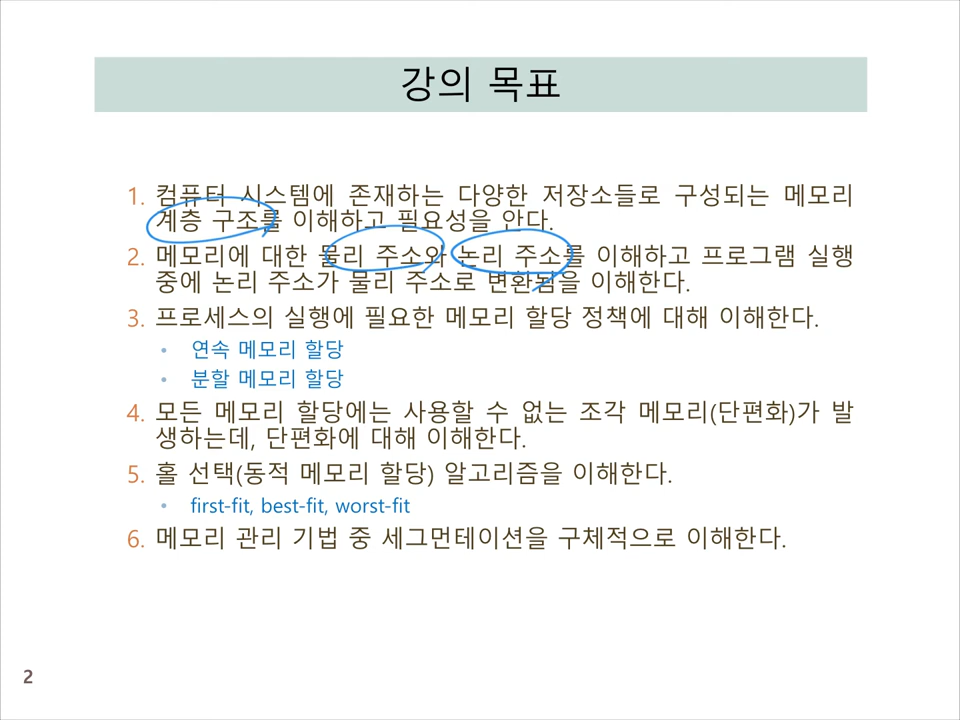 강의 목표
1. 컴퓨터 시스템에 존재하는 다양한 저장소들로 구성되는 메모리
계층 구조를 이해하고 필요성을 안다.
2. 메모리에 대한 물리 주소와 논리 주소를 이해하고 프로그램 실행
중에 논리 주소가 물리 주소로 변환됨을 이해한다.
3. 프로세스의 실행에 필요한 메모리 할당 정책에 대해 이해한다.
• 연속 메모리 할당
• 분할 메모리 할당
4. 모든 메모리 할당에는 사용할 수 없는 조각 메모리(단편화)가 발
생하는데, 단편화에 대해 이해한다.
5. 홀 선택(동적 메모리 할당) 알고리즘을 이해한다.
• first-fit, best-fit, worst-fit
6. 메모리 관리 기법 중 세그먼테이션을 구체적으로 이해한다.
2